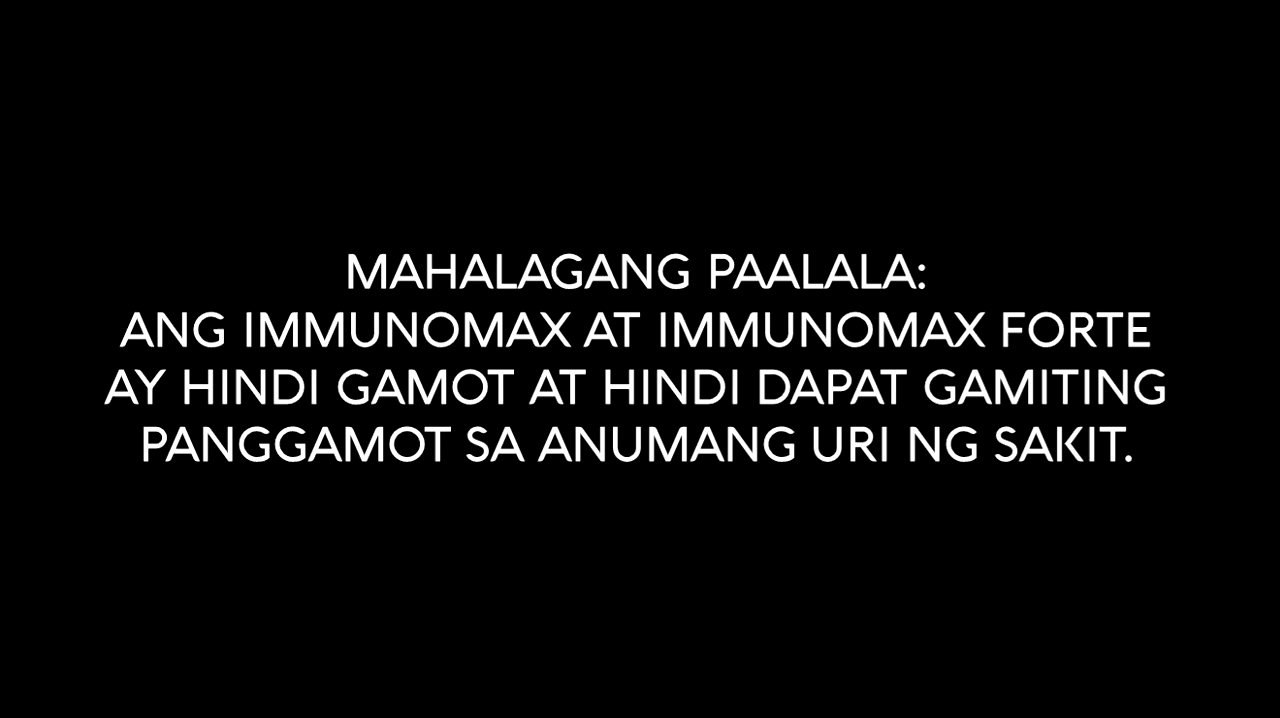 MAHALAGANG PAALALA:
ANG IMMUNOMAX AT IMMUNOMAX FORTE
AY HINDI GAMOT AT HINDI DAPAT GAMITING
PANGGAMOT SA ANUMANG URI NG SAKIT.